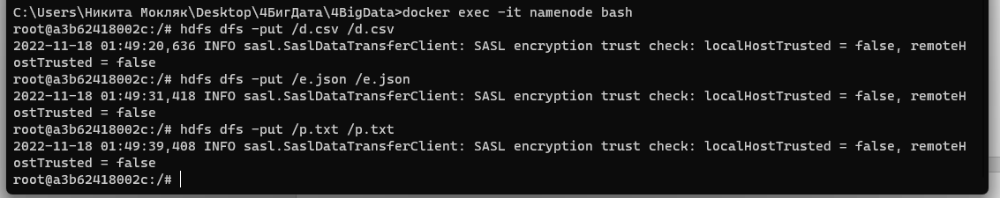 C:\Users\Никита Мокляк\Desktop\4БигДата\4BigData>docker exec -it namenode bash
root@a3b62418002c:/# hdfs dfs -put /d.csv /d.csv
2022-11-18 01:49:20,636 INFO sasl.SaslDataTransferClient: SASL encryption trust check: localHostTrusted = false, remoteH
ostTrusted = false
root@a3b62418002c:/# hdfs dfs -put /e.json /e.json
2022-11-18 01:49:31,418 INFO sasl.SaslDataTransferClient: SASL encryption trust check: localHostTrusted = false, remoteH
ostTrusted = false
root@a3b62418002c:/# hdfs dfs -put /p.txt /p.txt
2022-11-18 01:49:39,408 INFO sasl.SaslDataTransferClient: SASL encryption trust check: localHostTrusted = false, remoteH
ostTrusted = false
root@a3b62418002c:/#